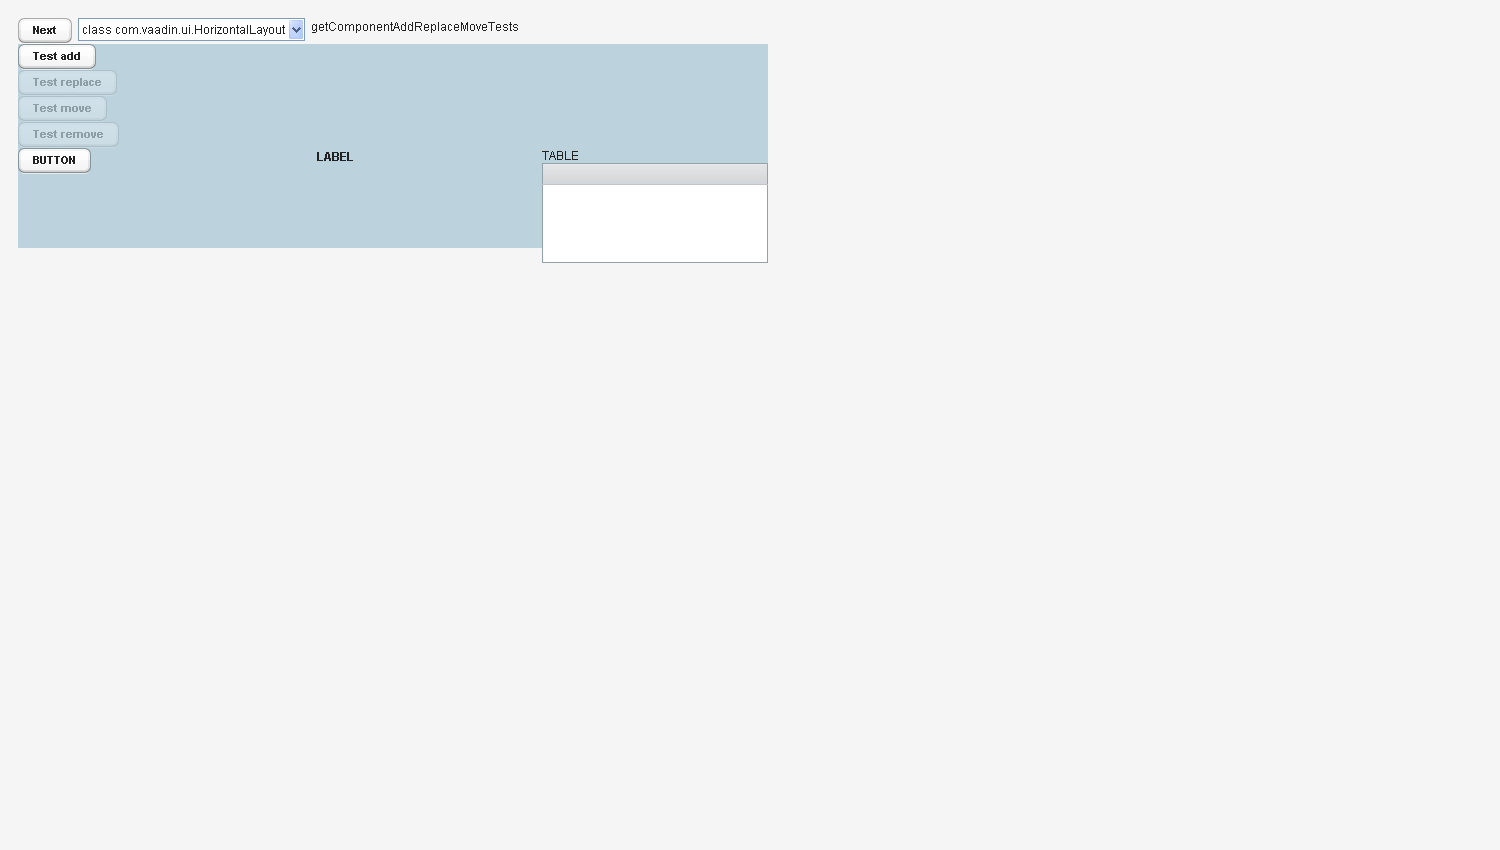 Next class com.vaadin.ui.HorizontalLayout getComponentAddReplaceMoveTests
Test add
Test replace
Test move
Test remove
BUTTON LABEL TABLE